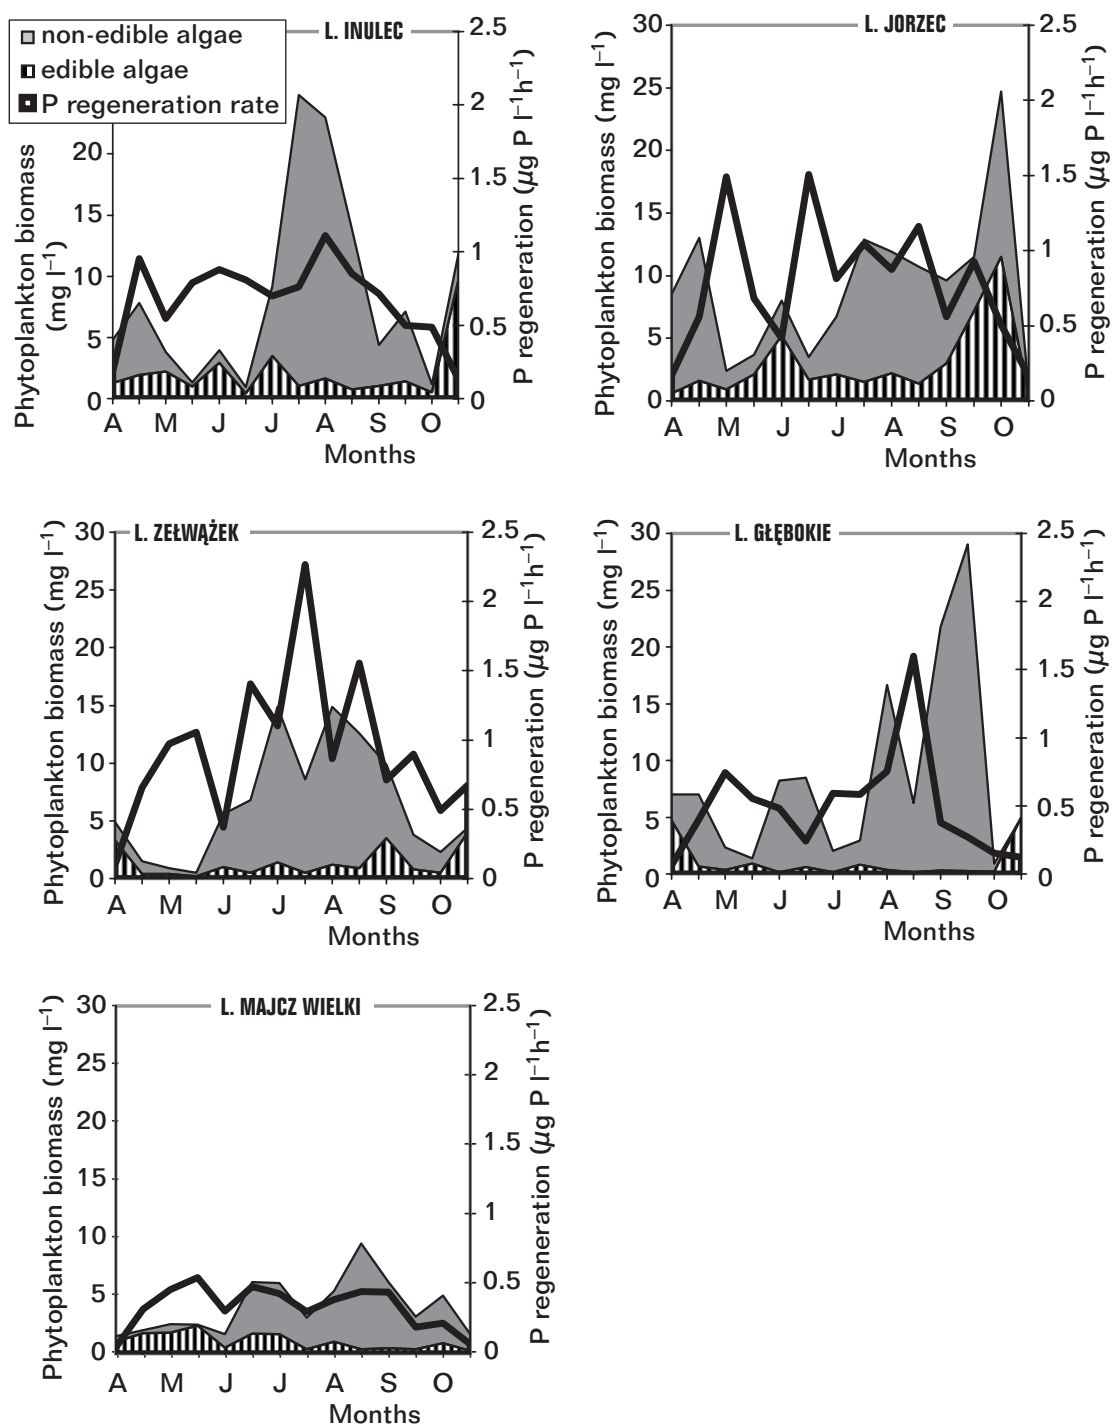 non-edible algae
edible algae
P regeneration rate
L. INULEC
Phytoplankton biomass
(mg l⁻¹)
20
15
10
5
0
2.5
2
1.5
1
0.5
0
P regeneration (µg P l⁻¹h⁻¹)
A M J J A S O
Months
L. JORZEC
Phytoplankton biomass (mg l⁻¹)
30
25
20
15
10
5
0
2.5
2
1.5
1
0.5
0
P regeneration (µg P l⁻¹h⁻¹)
A M J J A S O
Months
L. ZEŁWĄŻEK
Phytoplankton biomass (mg l⁻¹)
30
25
20
15
10
5
0
2.5
2
1.5
1
0.5
0
P regeneration (µg P l⁻¹h⁻¹)
A M J J A S O
Months
L. GŁĘBOKIE
Phytoplankton biomass (mg l⁻¹)
30
25
20
15
10
5
0
2.5
2
1.5
1
0.5
0
P regeneration (µg P l⁻¹h⁻¹)
A M J J A S O
Months
L. MAJCZ WIELKI
Phytoplankton biomass (mg l⁻¹)
30
25
20
15
10
5
0
2.5
2
1.5
1
0.5
0
P regeneration (µg P l⁻¹h⁻¹)
A M J J A S O
Months